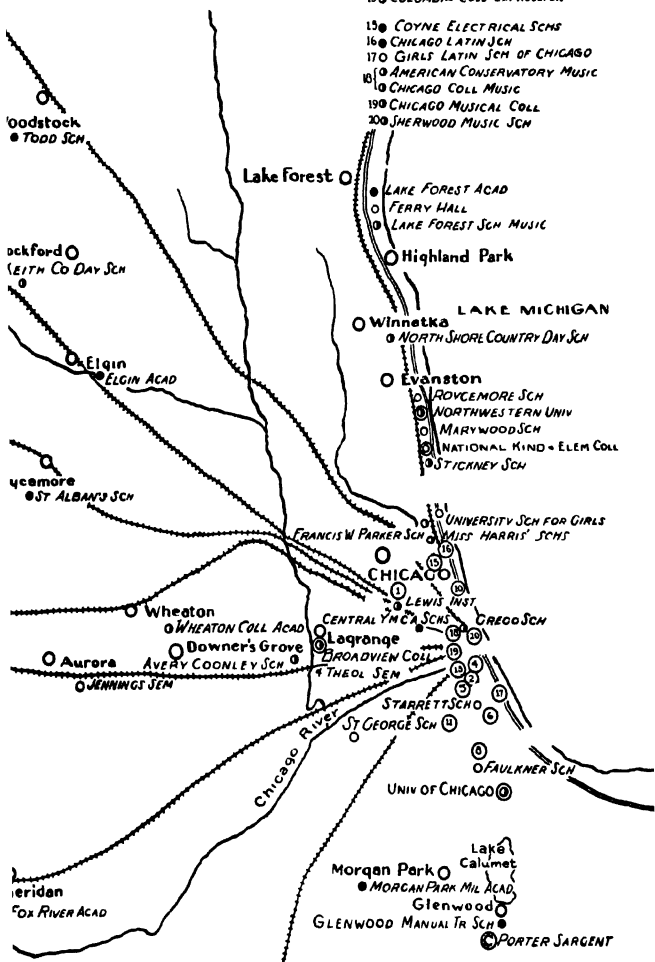 15 COYNE ELECTRICAL SCHS
16 CHICAGO LATIN SCH
17 GIRLS LATIN SCH OF CHICAGO
18 AMERICAN CONSERVATORY MUSIC
CHICAGO COLL MUSIC
19 CHICAGO MUSICAL COLL
20 SHERWOOD MUSIC SCH
oodstock
TODD SCH
Lake Forest
LAKE FOREST ACAD
FERRY HALL
LAKE FOREST SCH MUSIC
ockford
KEITH CO DAY SCH
Highland Park
LAKE MICHIGAN
Winnetka
NORTH SHORE COUNTRY DAY SCH
Elgin
ELGIN ACAD
Evanston
ROYCEMORE SCH
NORTHWESTERN UNIV
MARYWOOD SCH
NATIONAL KIND & ELEM COLL
STICKNEY SCH
ycamore
ST ALBAN'S SCH
UNIVERSITY SCH FOR GIRLS
FRANCIS W PARKER SCH
MISS HARRIS' SCHS
16
CHICAGO
15
1
10
LEWIS INST
Wheaton
WHEATON COLL ACAD
CENTRAL YMCA SCHS
GREGG SCH
18
20
Lagrange
Downer's Grove
BROADVIEW COLL
& THEOL SEM
AVERY COONLEY SCH
19
4
13
2
5
Aurora
JENNINGS SEM
17
STARRETT SCH
6
11
ST GEORGE SCH
Chicago River
8
FAULKNER SCH
UNIV OF CHICAGO
Lake
Calumet
Morgan Park
MORGAN PARK MIL ACAD
eridan
FOX RIVER ACAD
Glenwood
GLENWOOD MANUAL TR SCH
© PORTER SARGENT